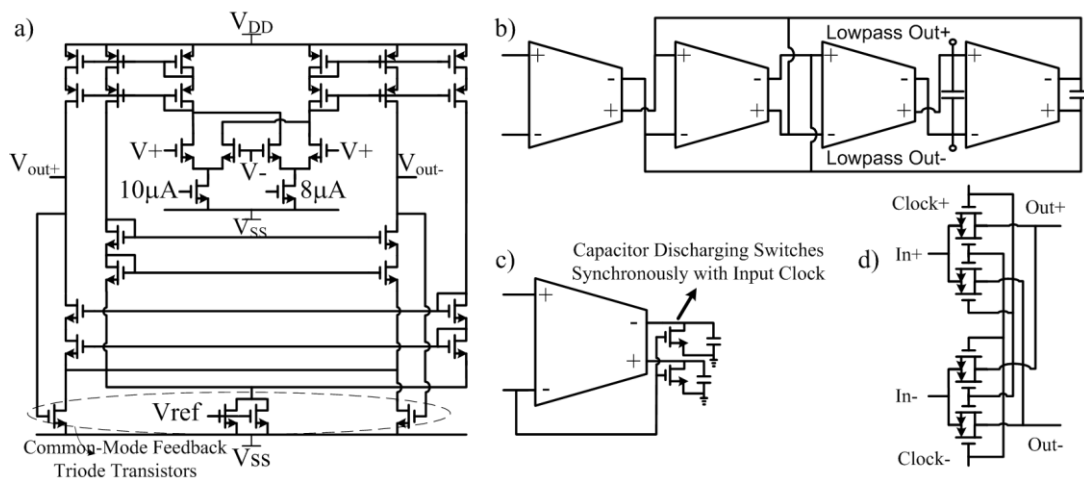 a)
V_DD
V+
V-
V+
V_out+
V_out-
10μA
8μA
V_SS
Vref
V_SS
Common-Mode Feedback
Triode Transistors
b)
+
-
-
+
+
-
-
+
+
-
-
+
+
-
-
+
Lowpass Out+
Lowpass Out-
c)
Capacitor Discharging Switches
Synchronously with Input Clock
+
-
-
+
d)
Clock+
Out+
In+
In-
Out-
Clock-